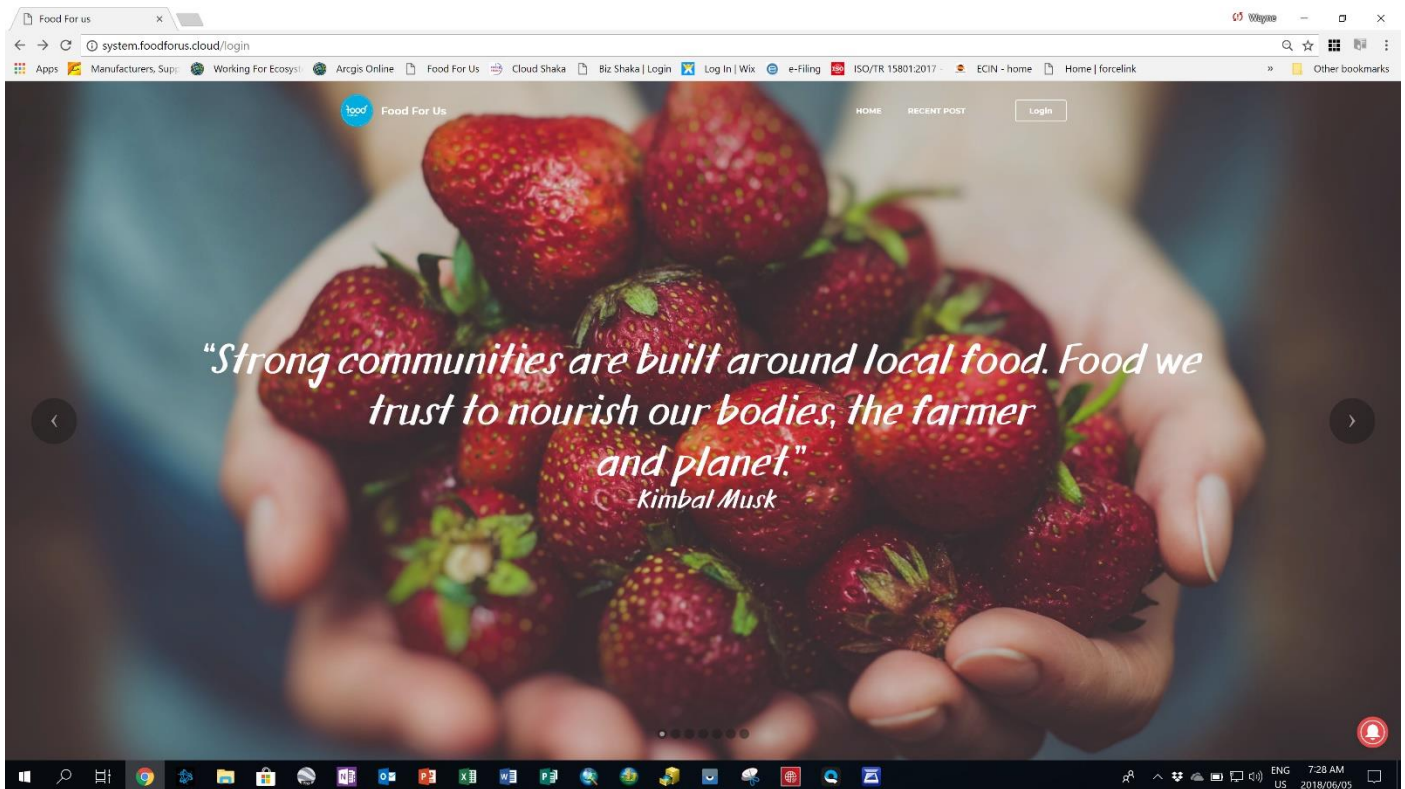 Food For us
Wayne
system.foodforus.cloud/login
Apps
Manufacturers, Supp
Working For Ecosyst
Arcgis Online
Food For Us
Cloud Shaka
Biz Shaka | Login
Log In | Wix
e-Filing
ISO/TR 15801:2017 -
ECIN - home
Home | forcelink
»
Other bookmarks
food
Food For Us
HOME
RECENT POST
Login
“Strong communities are built around local food. Food we
trust to nourish our bodies, the farmer
and planet.”
-Kimbal Musk
ENG
US
7:28 AM
2018/06/05